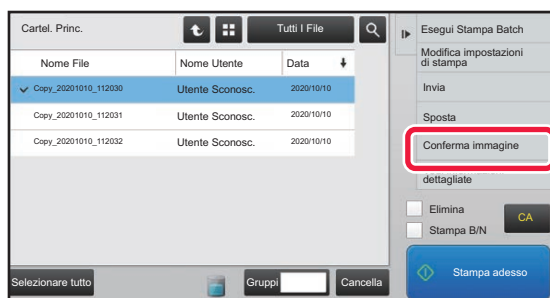 Cartel. Princ.
Tutti I File
Nome File
Nome Utente
Data
Copy_20201010_112030
Utente Sconosc.
2020/10/10
Copy_20201010_112031
Utente Sconosc.
2020/10/10
Copy_20201010_112032
Utente Sconosc.
2020/10/10
Selezionare tutto
Gruppi
Cancella
Esegui Stampa Batch
Modifica impostazioni
di stampa
Invia
Sposta
Conferma immagine
dettagliate
Elimina
Stampa B/N
CA
Stampa adesso